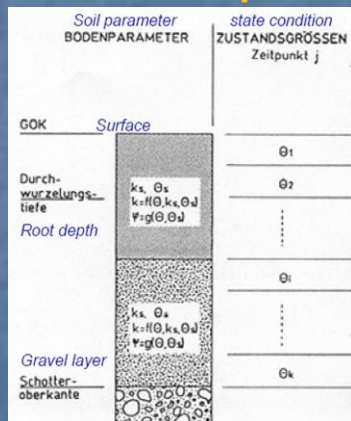 Soil parameter
BODENPARAMETER
state condition
ZUSTANDSGRÖSSEN
Zeitpunkt j
GOK
Surface
Durch-
wurzelungs-
tiefe
Root depth
ks, Θs
k=f(Θ,ks,Θs)
Ψ=g(Θ,Θs)
ks, Θs
k=f(Θ,ks,Θs)
Ψ=g(Θ,Θs)
Gravel layer
Schotter-
oberkante
Θ1
Θ2
Θi
Θk